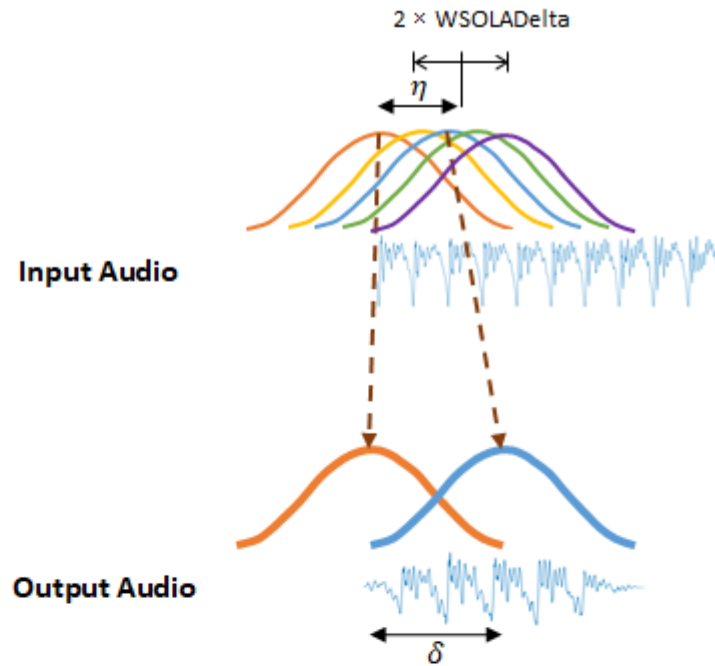 2 × WSOLADelta
η
Input Audio
Output Audio
δ